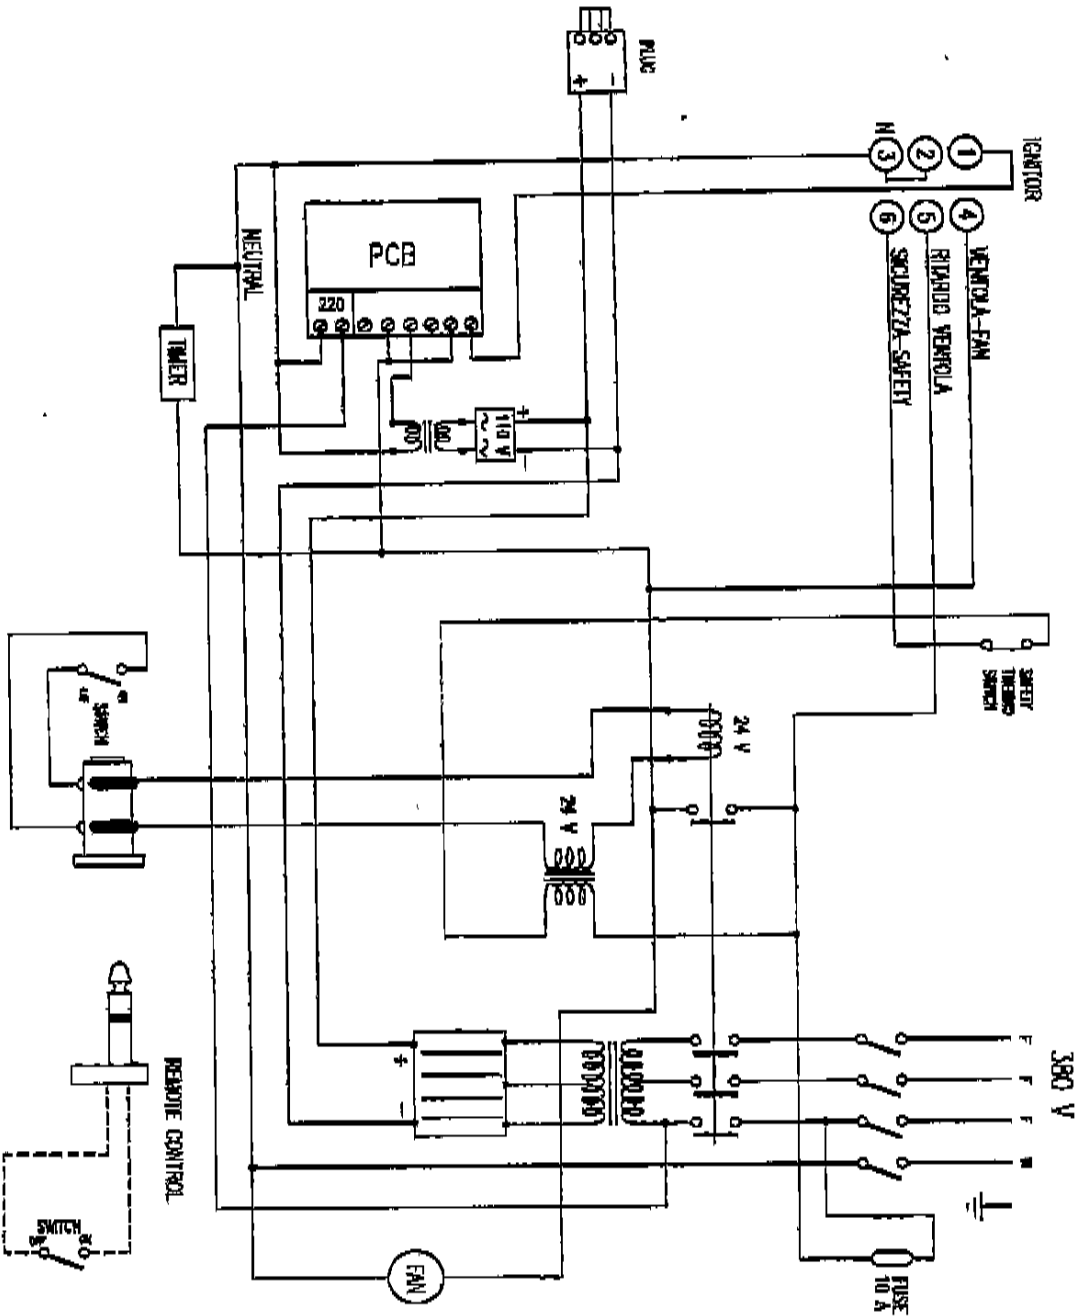 PLUG
IGNITOR
1
2
3
N
4
5
6
VENTOLA-FAN
RITARDO VENTOLA
SICUREZZA-SAFETY
+
-
PCB
220
NEUTRAL
TIMER
110 V
+
-
SAFETY
THERMO
SWITCH
24 V
24 V
SWITCH
380 V
F
F
F
N
+
-
FUSE
10 A
FAN
REMOTE CONTROL
SWITCH